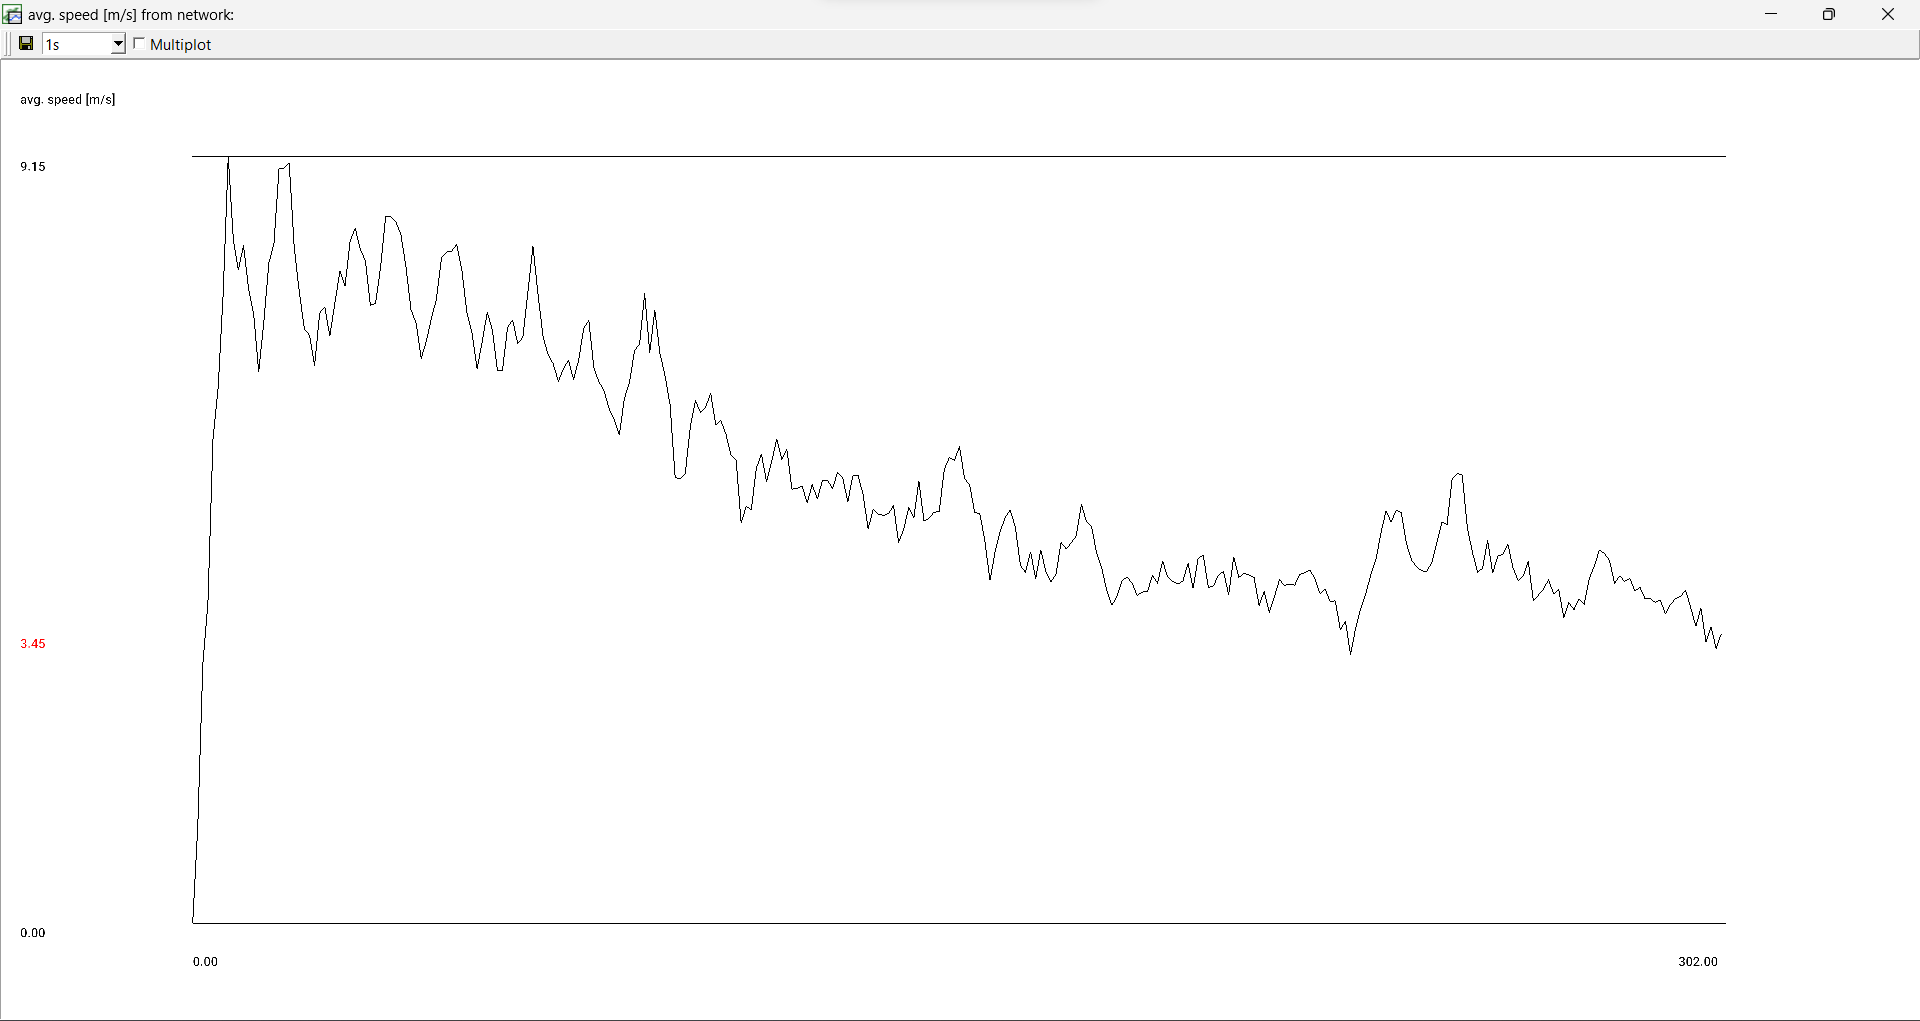 avg. speed [m/s] from network:
1s
Multiplot
avg. speed [m/s]
9.15
3.45
0.00
0.00
302.00